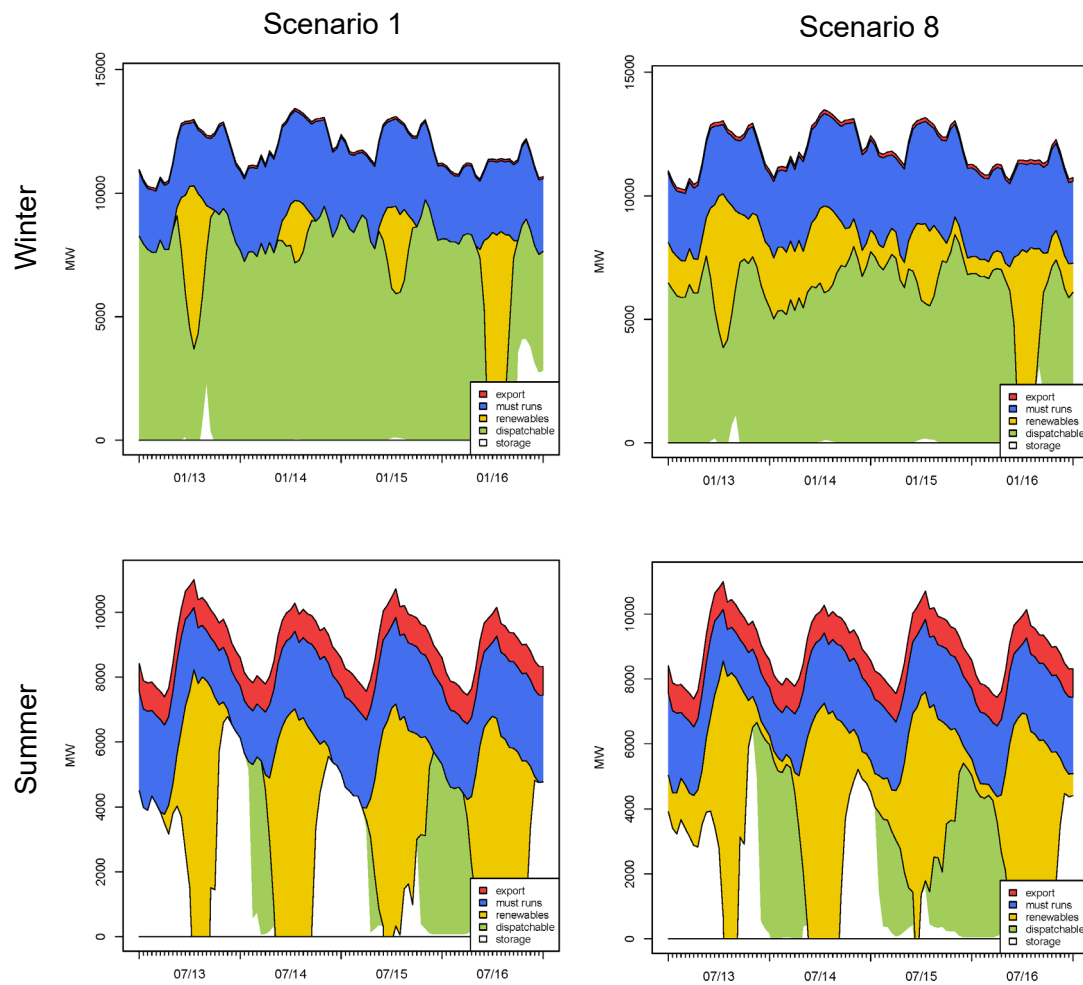 Scenario 1
Scenario 8
Winter
MW
0
5000
10000
15000
01/13
01/14
01/15
01/16
export
must runs
renewables
dispatchable
storage
MW
0
5000
10000
15000
01/13
01/14
01/15
01/16
export
must runs
renewables
dispatchable
storage
Summer
MW
0
2000
4000
6000
8000
10000
07/13
07/14
07/15
07/16
export
must runs
renewables
dispatchable
storage
MW
0
2000
4000
6000
8000
10000
07/13
07/14
07/15
07/16
export
must runs
renewables
dispatchable
storage